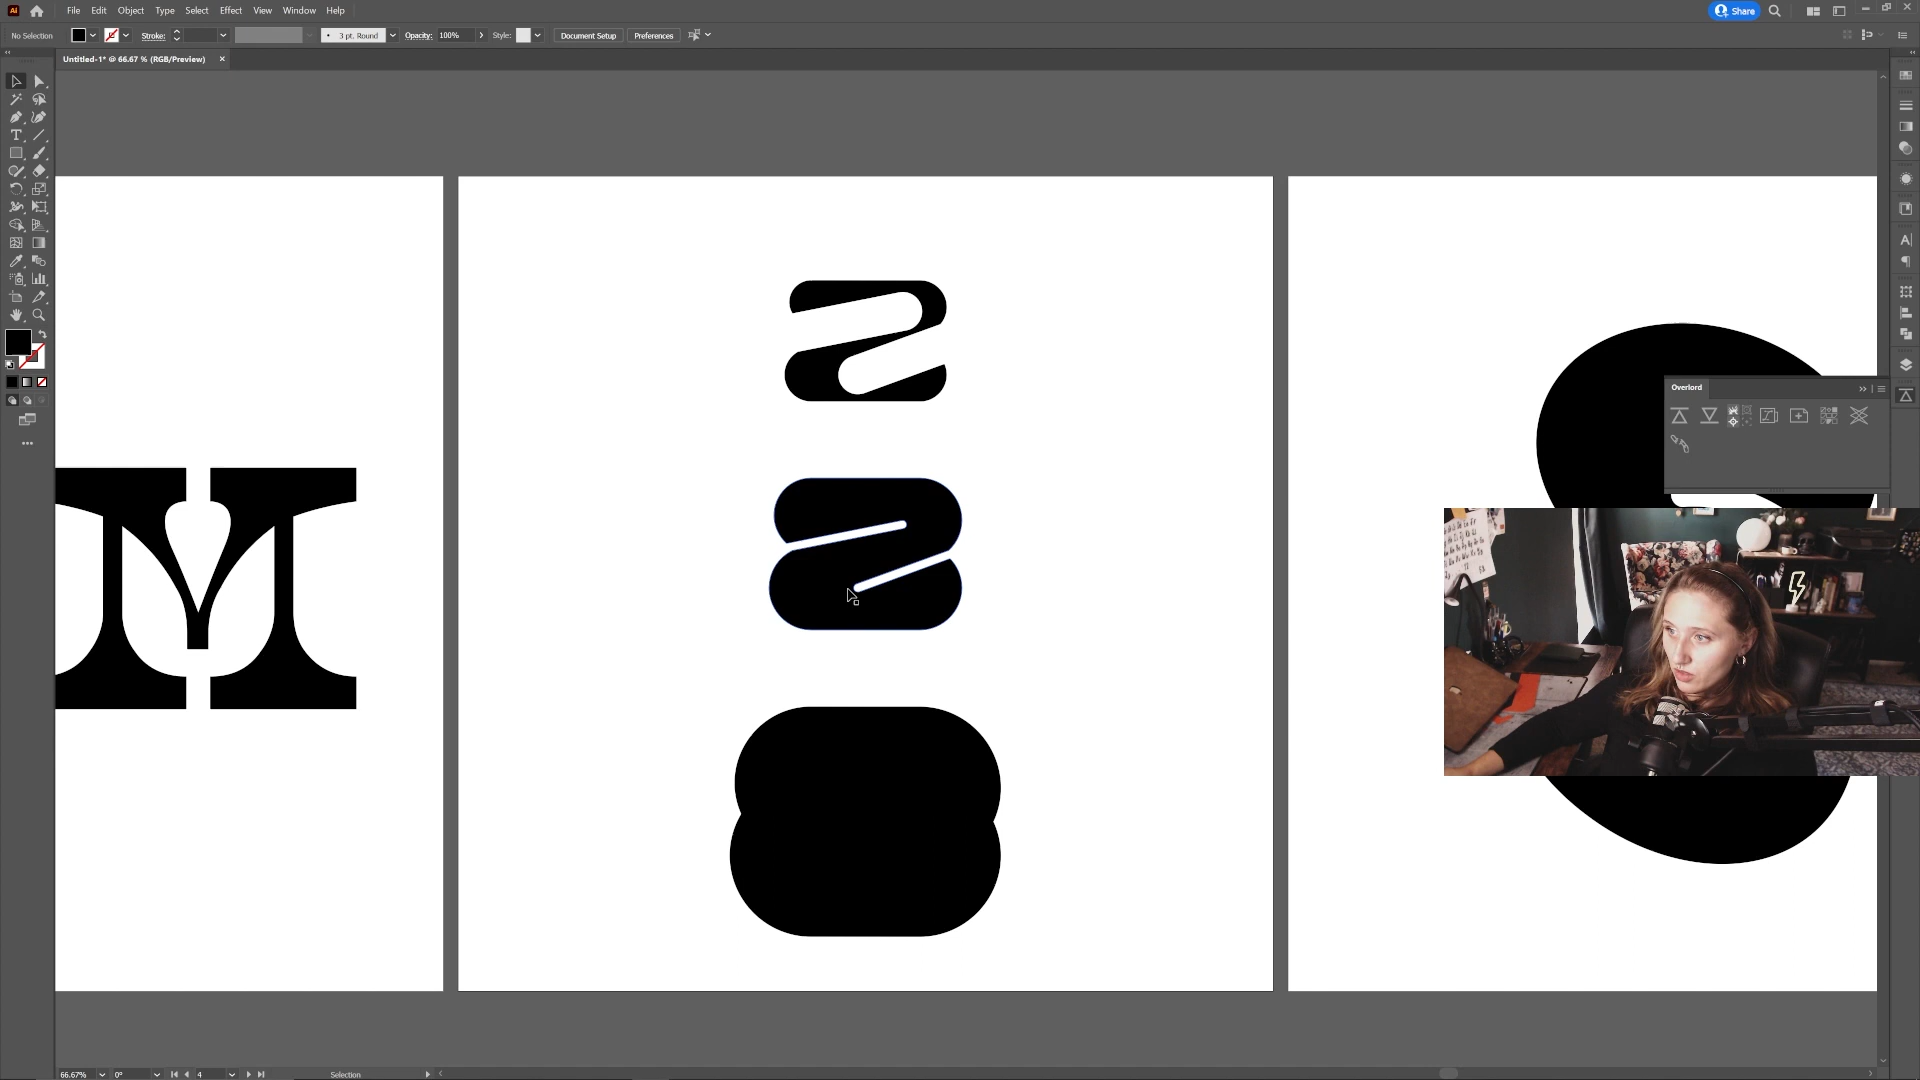 Ai File Edit Object Type Select Effect View Window Help Share
No Selection Stroke: 3 pt. Round Opacity: 100% Style: Document Setup Preferences
Untitled-1* @ 66.67 % (RGB/Preview)
M
Overlord
66.67% 0° 4 Selection